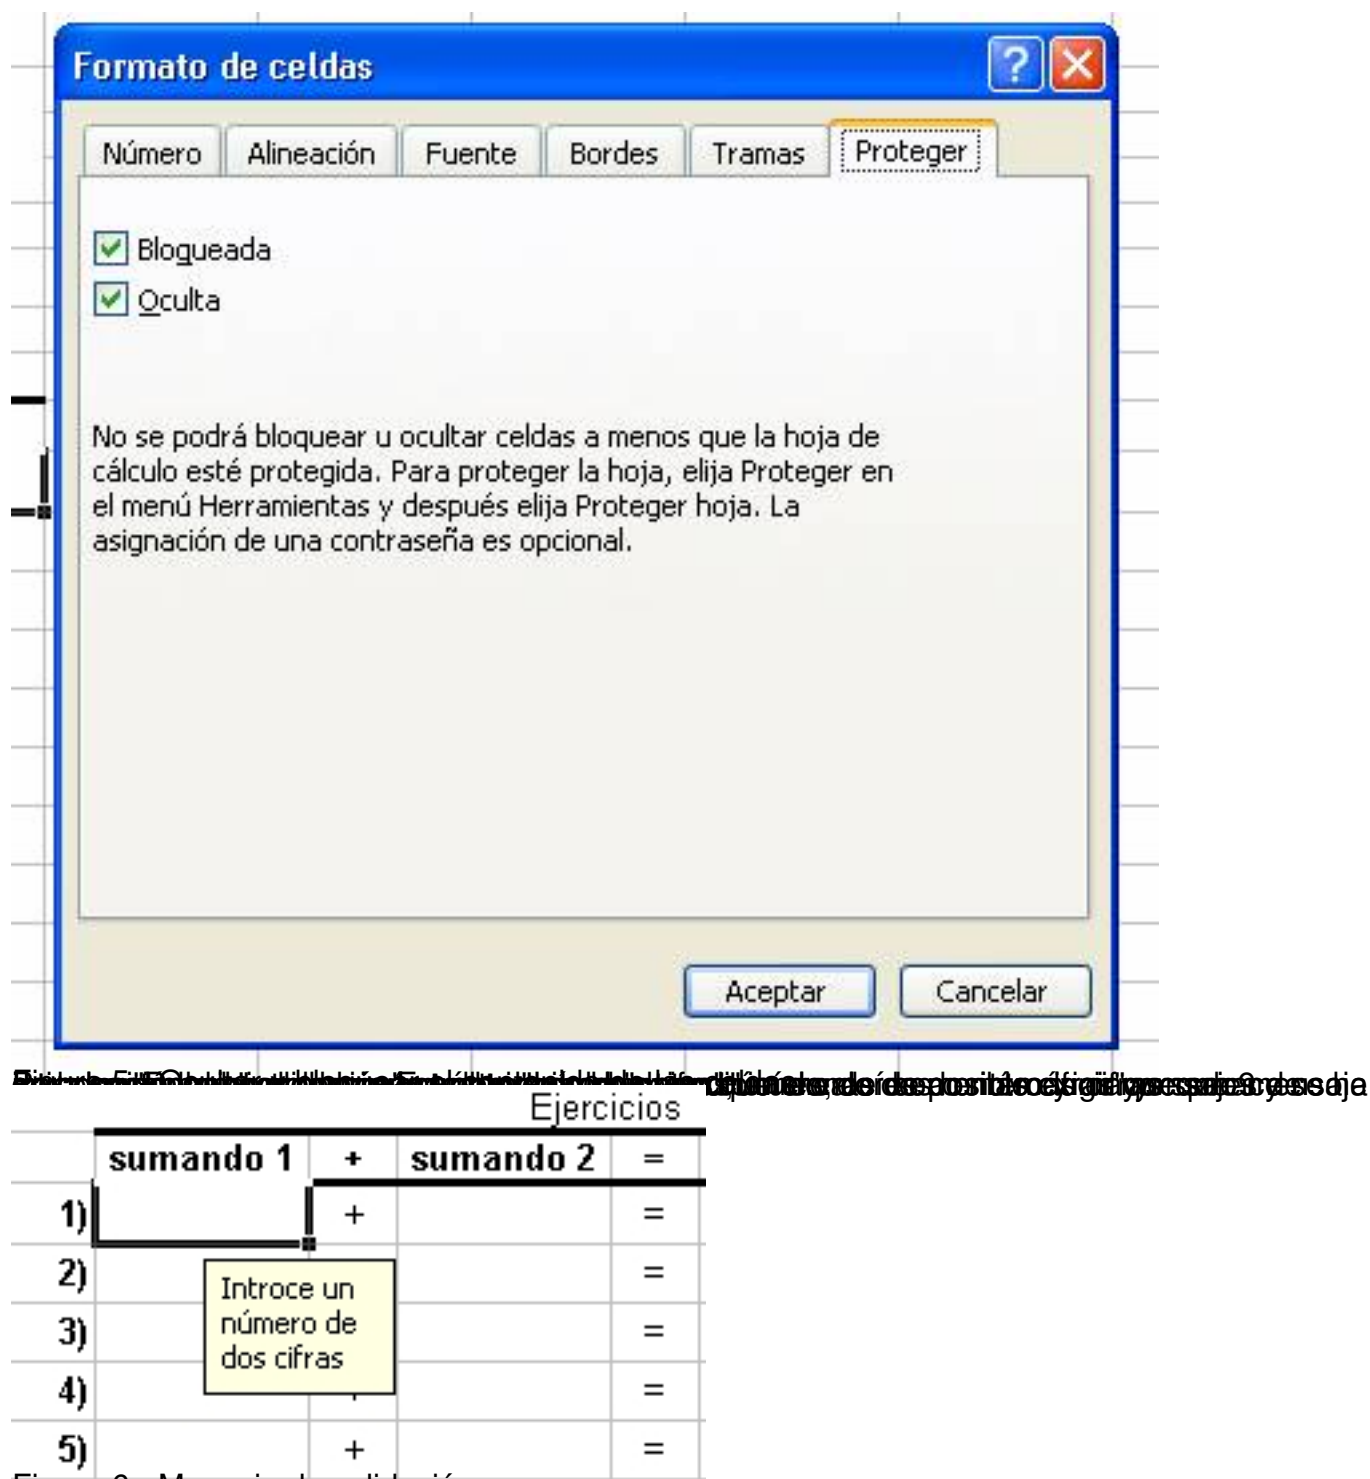 Formato de celdas
Número Alineación Fuente Bordes Tramas Proteger
Bloqueada
Oculta
No se podrá bloquear u ocultar celdas a menos que la hoja de
cálculo esté protegida. Para proteger la hoja, elija Proteger en
el menú Herramientas y después elija Proteger hoja. La
asignación de una contraseña es opcional.
Aceptar Cancelar
Ejercicios
sumando 1 + sumando 2 =
1) + =
2) =
Introce un
número de
dos cifras
3) =
4) =
5) + =